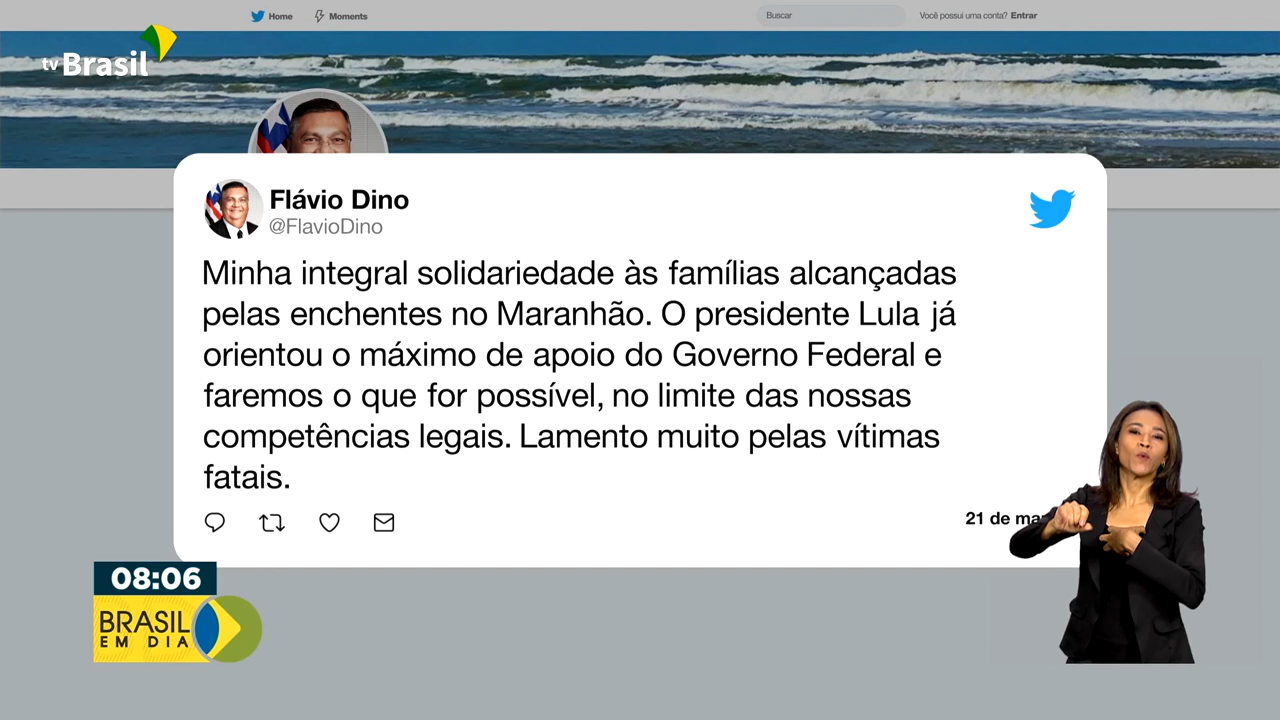 Home
Moments
Buscar
Você possui uma conta? Entrar
tv Brasil
Flávio Dino
@FlavioDino
Minha integral solidariedade às famílias alcançadas
pelas enchentes no Maranhão. O presidente Lula já
orientou o máximo de apoio do Governo Federal e
faremos o que for possível, no limite das nossas
competências legais. Lamento muito pelas vítimas
fatais.
21 de
08:06
BRASIL
EM DIA